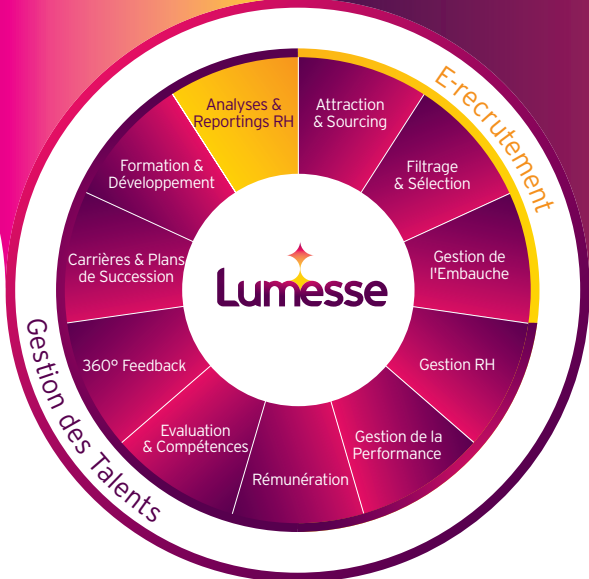 E-recrutement
Attraction
& Sourcing
Filtrage
& Sélection
Gestion de
l'Embauche
Gestion RH
Gestion de la
Performance
Rémunération
Evaluation
& Compétences
360° Feedback
Carrières & Plans
de Succession
Formation &
Développement
Analyses &
Reportings RH
Gestion des Talents
Lumesse